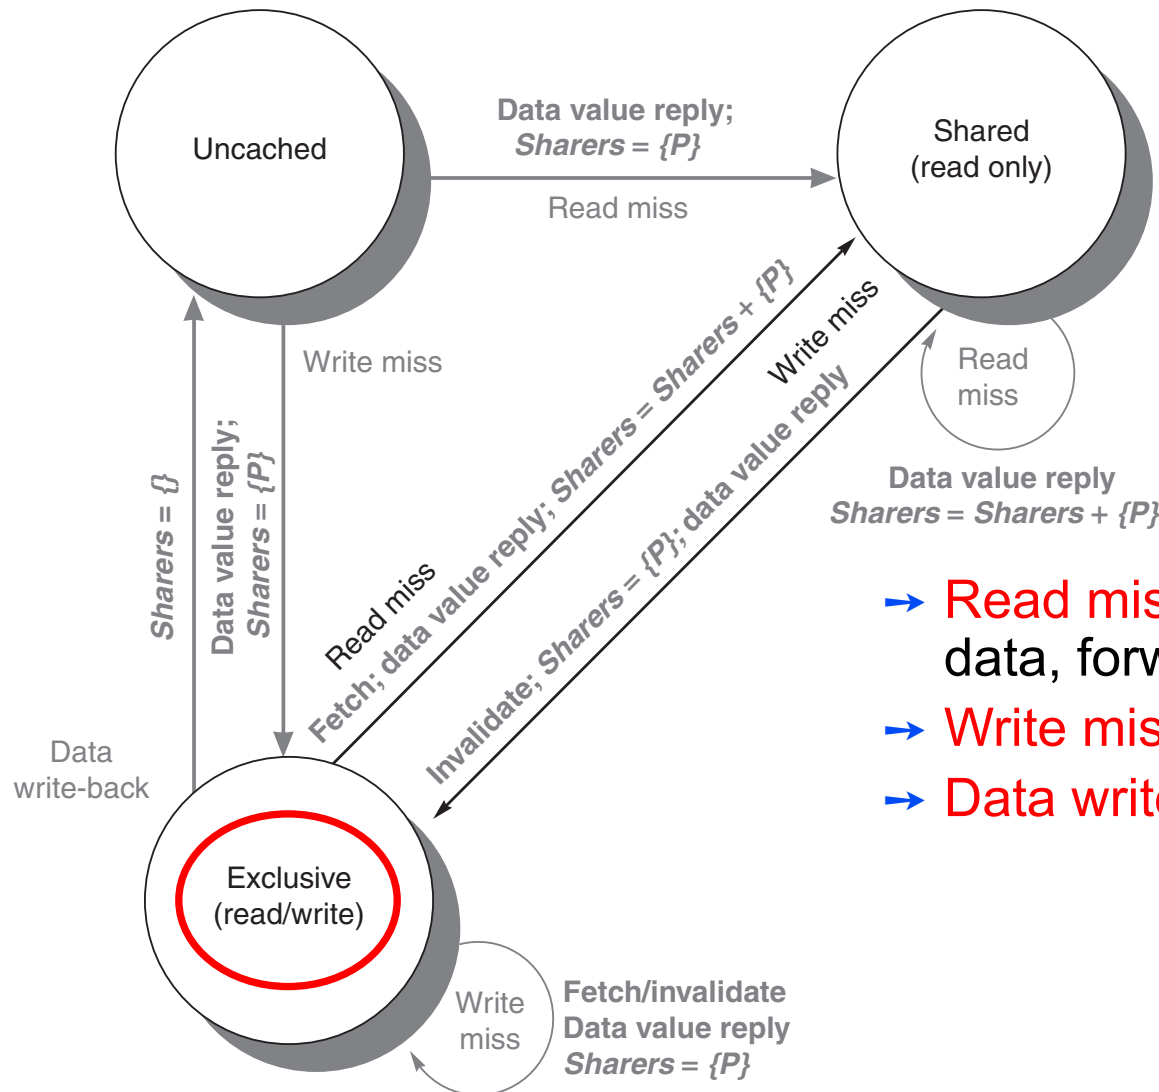 Uncached
Data value reply;
Sharers = {P}
Read miss
Shared
(read only)
Write miss
Sharers = {}
Data value reply;
Sharers = {P}
Read miss
Fetch; data value reply; Sharers = Sharers + {P}
Write miss
Invalidate; Sharers = {P}; data value reply
Read
miss
Data value reply
Sharers = Sharers + {P}
Read mis
data, forw
Write mis
Data write
Data
write-back
Exclusive
(read/write)
Write
miss
Fetch/invalidate
Data value reply
Sharers = {P}